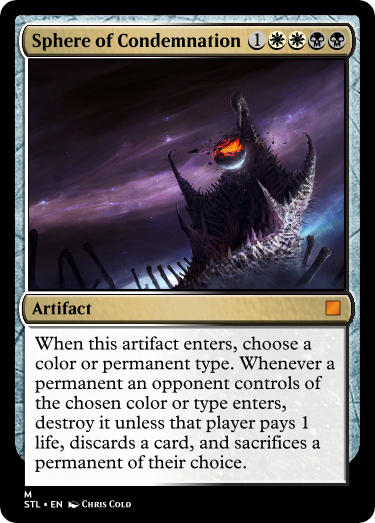 Sphere of Condemnation 1
Artifact
When this artifact enters, choose a
color or permanent type. Whenever a
permanent an opponent controls of
the chosen color or type enters,
destroy it unless that player pays 1
life, discards a card, and sacrifices a
permanent of their choice.
M
STL • EN Chris Cold